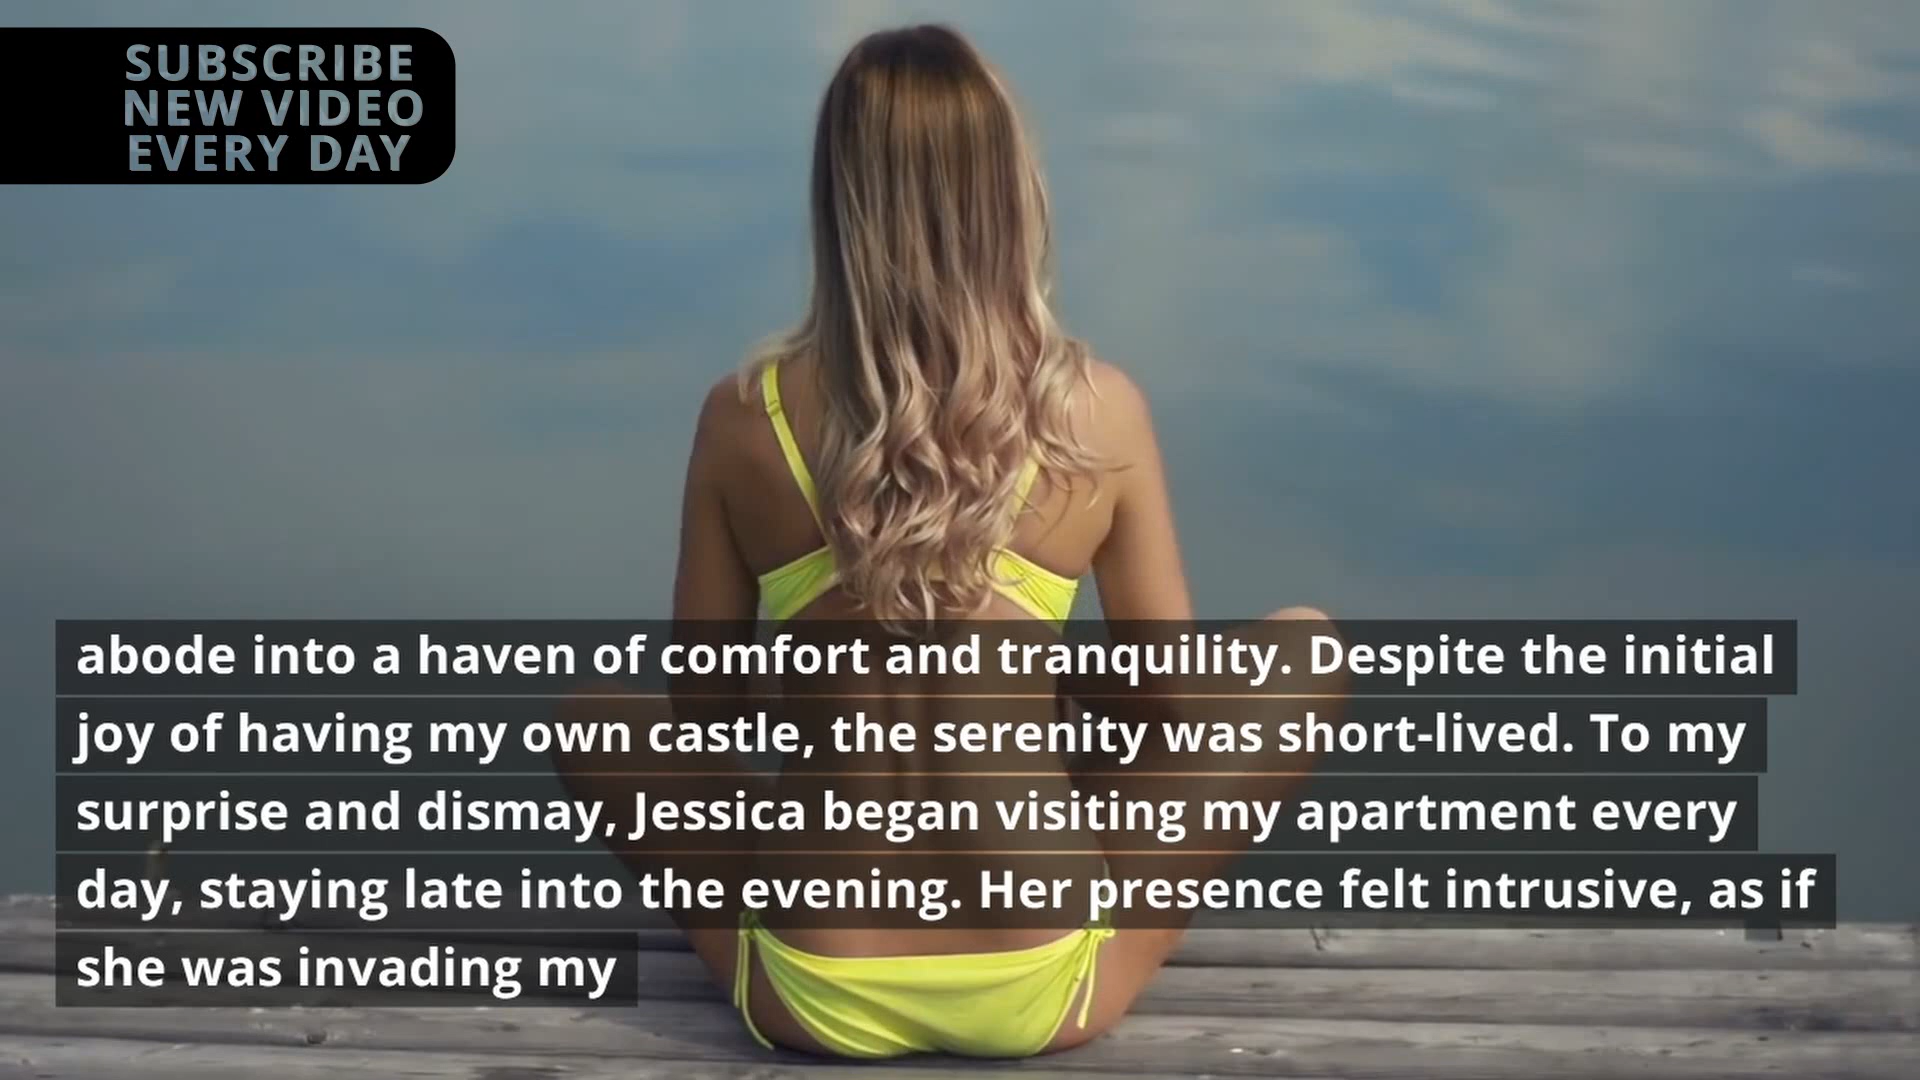 SUBSCRIBE
NEW VIDEO
EVERY DAY
abode into a haven of comfort and tranquility. Despite the initial
joy of having my own castle, the serenity was short-lived. To my
surprise and dismay, Jessica began visiting my apartment every
day, staying late into the evening. Her presence felt intrusive, as if
she was invading my